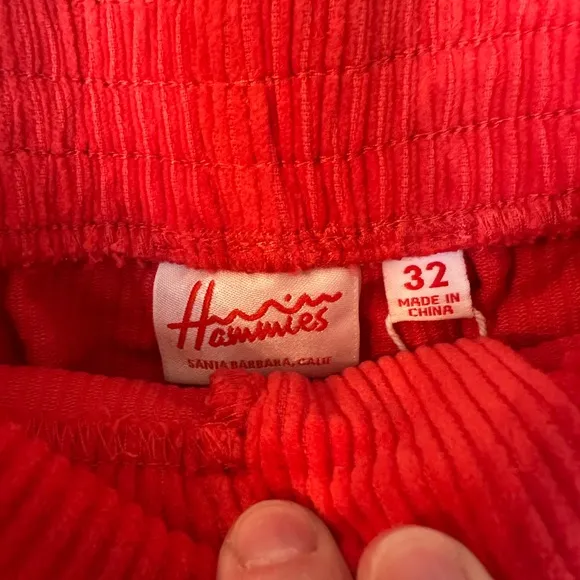 Hammies
SANTA BARBARA, CALIF
32
MADE IN
CHINA